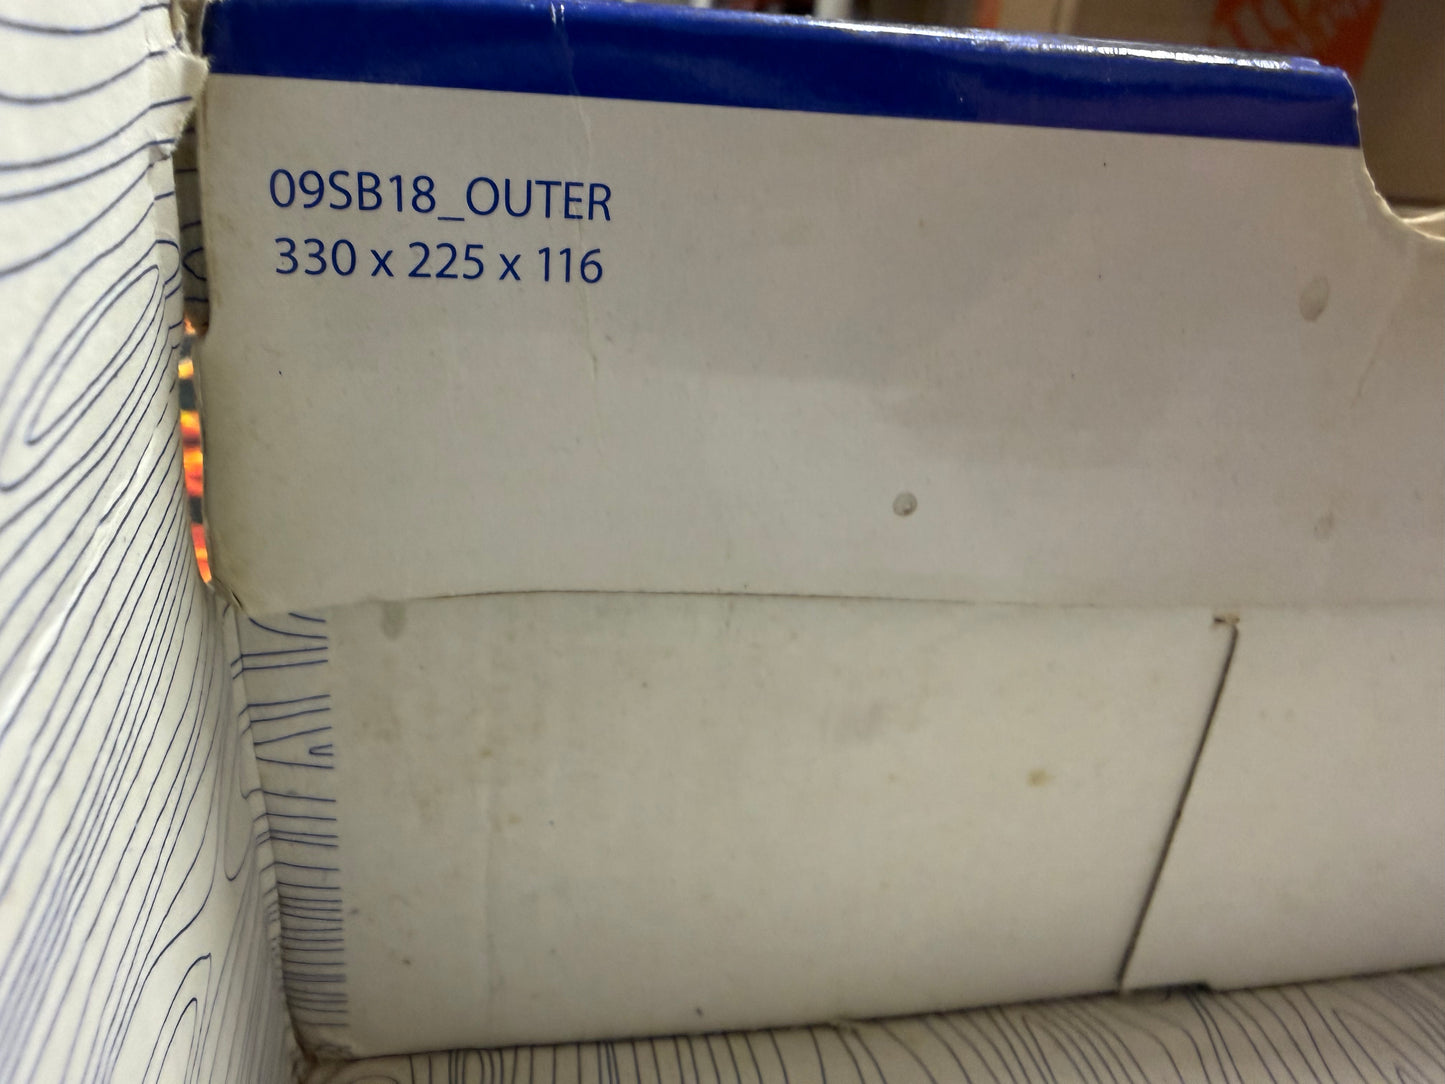 09SB18_OUTER
330 x 225 x 116